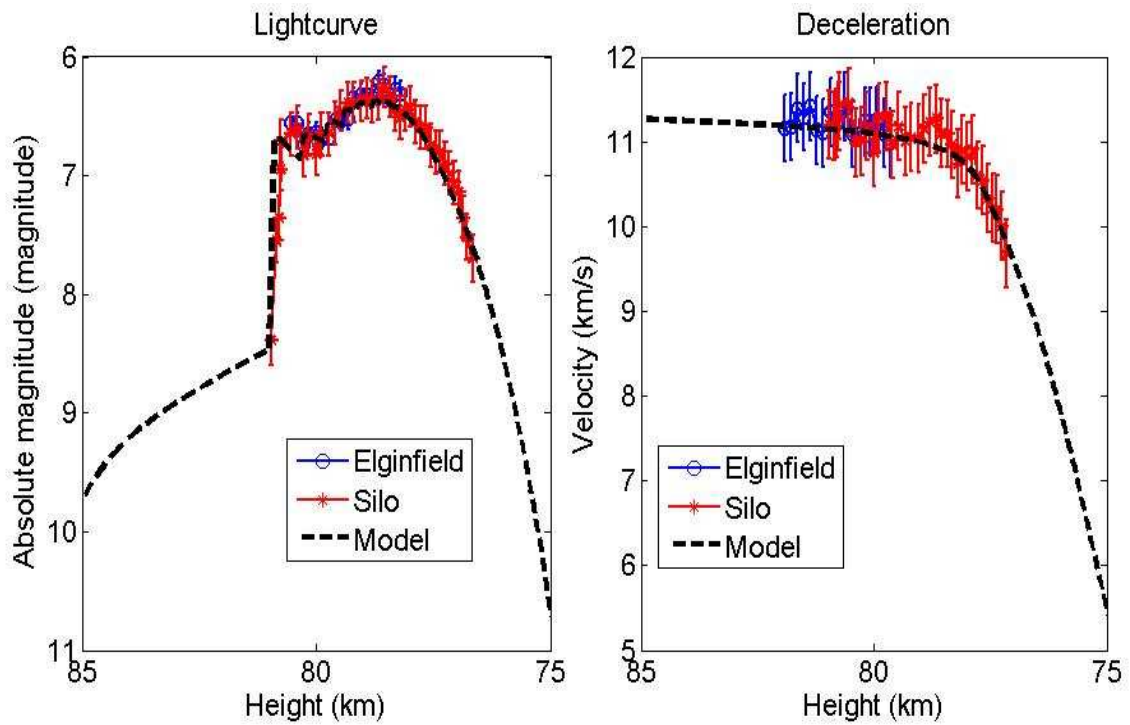 Lightcurve
Absolute magnitude (magnitude)
6
7
8
9
10
11
85
80
75
Height (km)
Elginfield
Silo
Model
Deceleration
Velocity (km/s)
12
11
10
9
8
7
6
5
85
80
75
Height (km)
Elginfield
Silo
Model